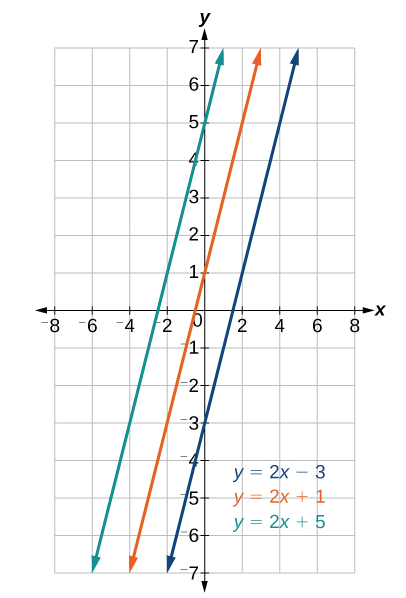 y
7
6
5
4
3
2
1
-8 -6 -4 -2 0 2 4 6 8 x
-1
-2
-3
-4
-5
-6
-7
y = 2x − 3
y = 2x + 1
y = 2x + 5